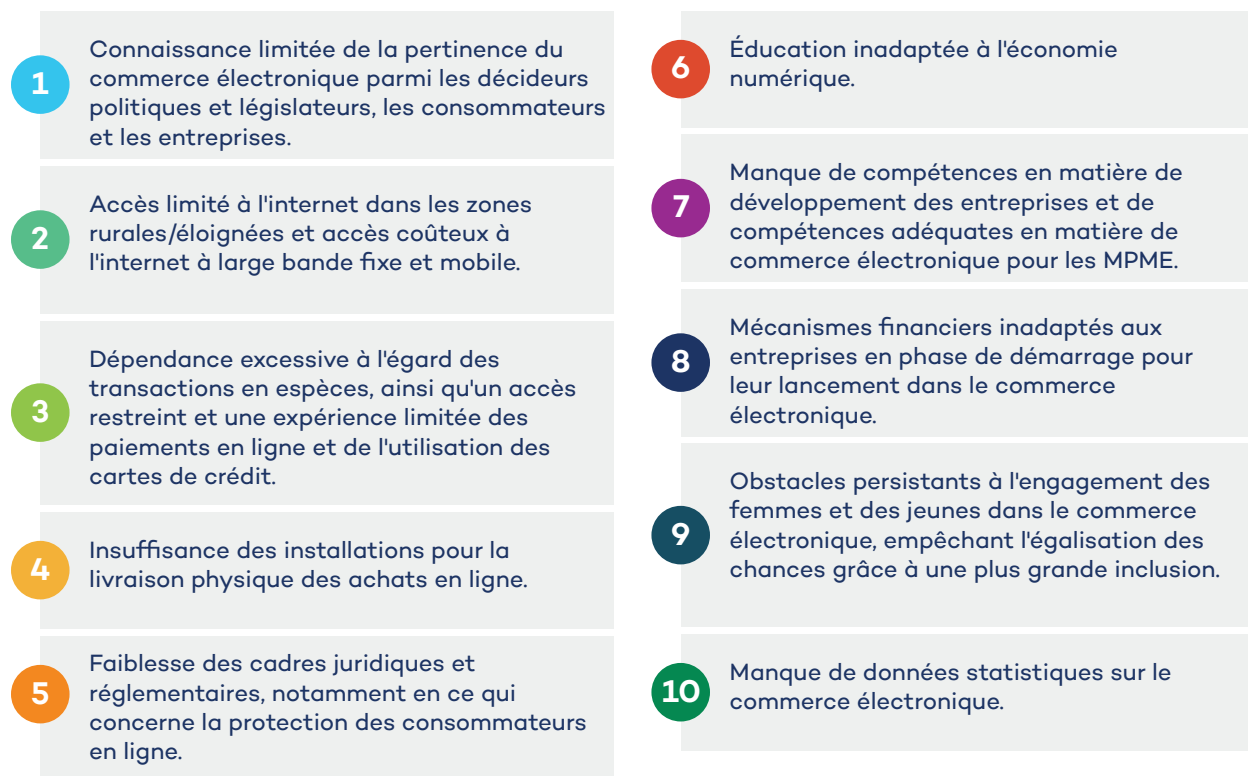 1
Connaissance limitée de la pertinence du
commerce électronique parmi les décideurs
politiques et législateurs, les consommateurs
et les entreprises.
2
Accès limité à l'internet dans les zones
rurales/éloignées et accès coûteux à
l'internet à large bande fixe et mobile.
3
Dépendance excessive à l'égard des
transactions en espèces, ainsi qu'un accès
restreint et une expérience limitée des
paiements en ligne et de l'utilisation des
cartes de crédit.
4
Insuffisance des installations pour la
livraison physique des achats en ligne.
5
Faiblesse des cadres juridiques et
réglementaires, notamment en ce qui
concerne la protection des consommateurs
en ligne.
6
Éducation inadaptée à l'économie
numérique.
7
Manque de compétences en matière de
développement des entreprises et de
compétences adéquates en matière de
commerce électronique pour les MPME.
8
Mécanismes financiers inadaptés aux
entreprises en phase de démarrage pour
leur lancement dans le commerce
électronique.
9
Obstacles persistants à l'engagement des
femmes et des jeunes dans le commerce
électronique, empêchant l'égalisation des
chances grâce à une plus grande inclusion.
10
Manque de données statistiques sur le
commerce électronique.